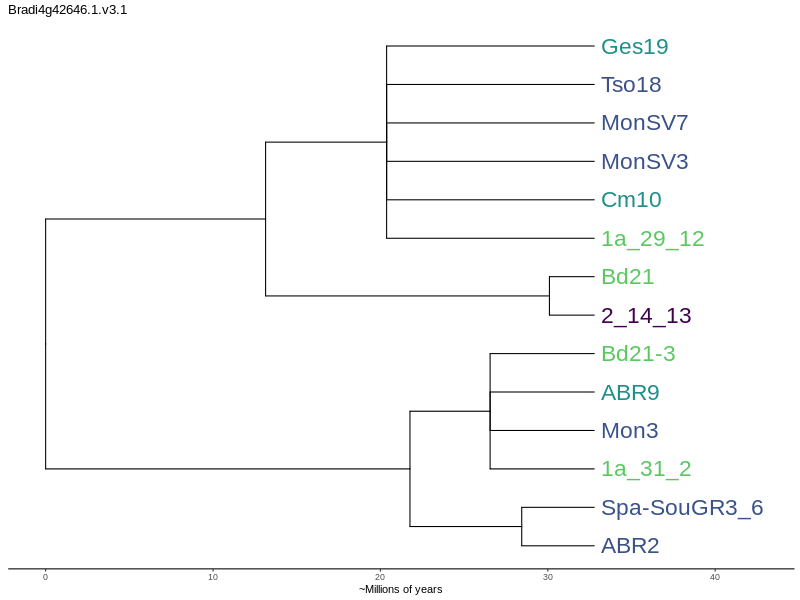 Bradi4g42646.1.v3.1
Ges19
Tso18
MonSV7
MonSV3
Cm10
1a_29_12
Bd21
2_14_13
Bd21-3
ABR9
Mon3
1a_31_2
Spa-SouGR3_6
ABR2
0 10 20 30 40
~Millions of years